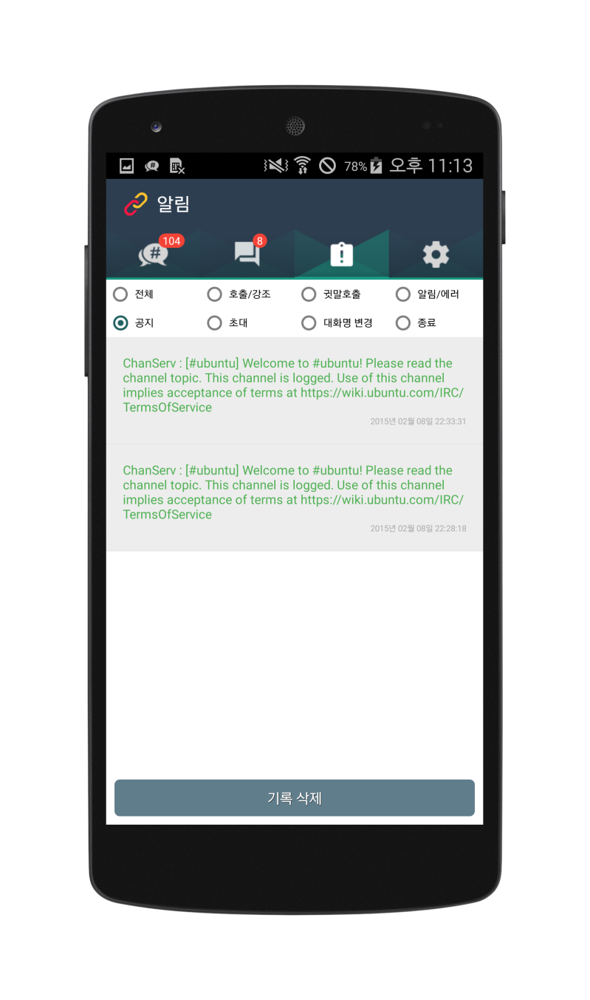 78% 오후 11:13
알림
104 8
전체 호출/강조 귓말호출 알림/에러
공지 초대 대화명 변경 종료
ChanServ : [#ubuntu] Welcome to #ubuntu! Please read the
channel topic. This channel is logged. Use of this channel
implies acceptance of terms at https://wiki.ubuntu.com/IRC/
TermsOfService
2015년 02월 08일 22:33:31
ChanServ : [#ubuntu] Welcome to #ubuntu! Please read the
channel topic. This channel is logged. Use of this channel
implies acceptance of terms at https://wiki.ubuntu.com/IRC/
TermsOfService
2015년 02월 08일 22:28:18
기록 삭제